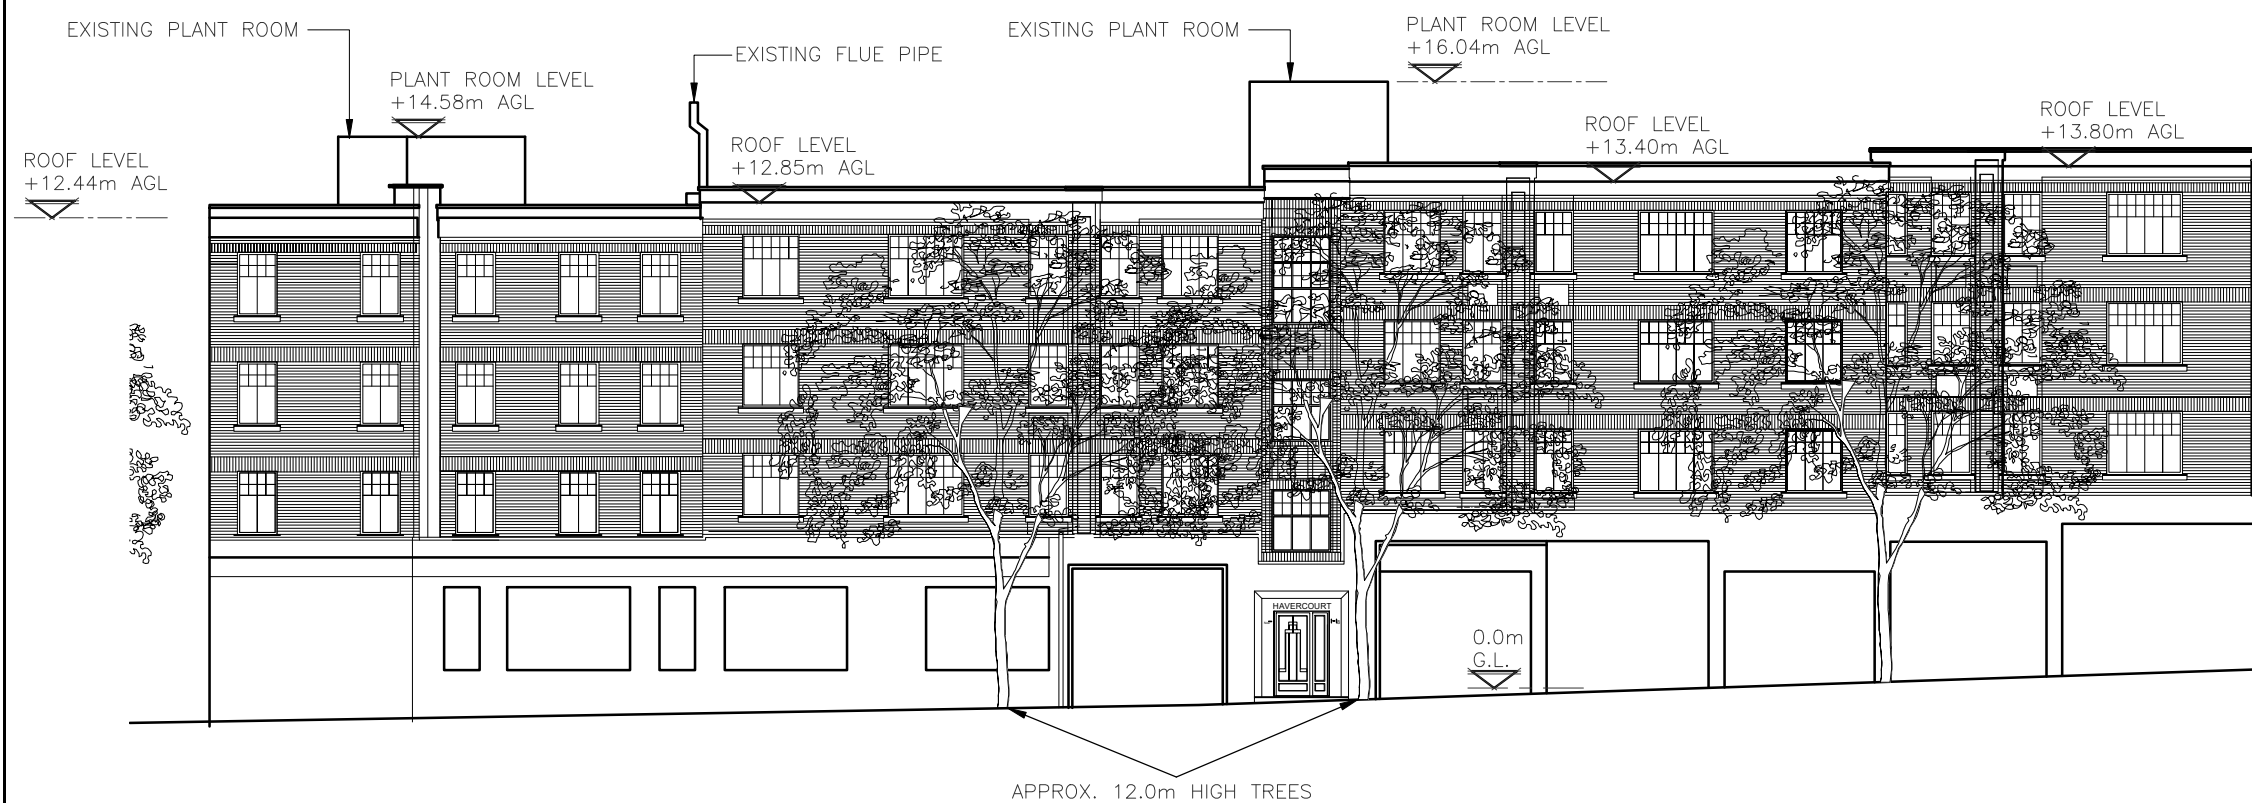 EXISTING PLANT ROOM
EXISTING FLUE PIPE
EXISTING PLANT ROOM
PLANT ROOM LEVEL
+16.04m AGL
PLANT ROOM LEVEL
+14.58m AGL
ROOF LEVEL
+12.44m AGL
ROOF LEVEL
+12.85m AGL
ROOF LEVEL
+13.40m AGL
ROOF LEVEL
+13.80m AGL
HAVERCOURT
0.0m
G.L.
APPROX. 12.0m HIGH TREES